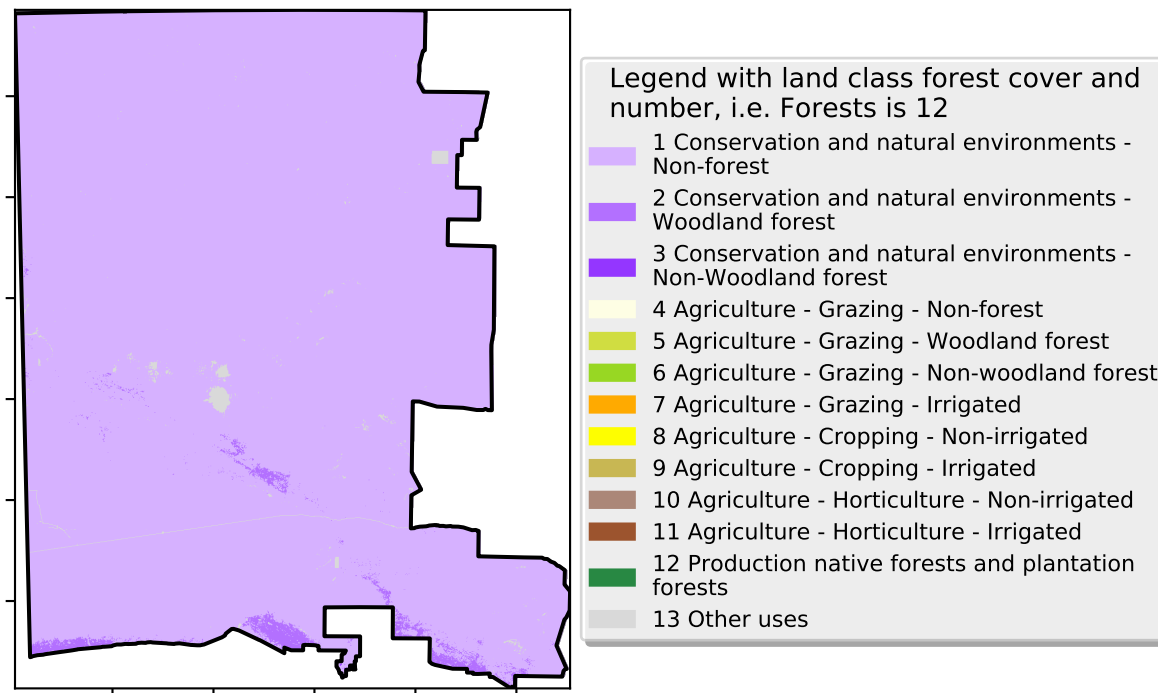 Legend with land class forest cover and
number, i.e. Forests is 12
1 Conservation and natural environments -
Non-forest
2 Conservation and natural environments -
Woodland forest
3 Conservation and natural environments -
Non-Woodland forest
4 Agriculture - Grazing - Non-forest
5 Agriculture - Grazing - Woodland forest
6 Agriculture - Grazing - Non-woodland forest
7 Agriculture - Grazing - Irrigated
8 Agriculture - Cropping - Non-irrigated
9 Agriculture - Cropping - Irrigated
10 Agriculture - Horticulture - Non-irrigated
11 Agriculture - Horticulture - Irrigated
12 Production native forests and plantation
forests
13 Other uses